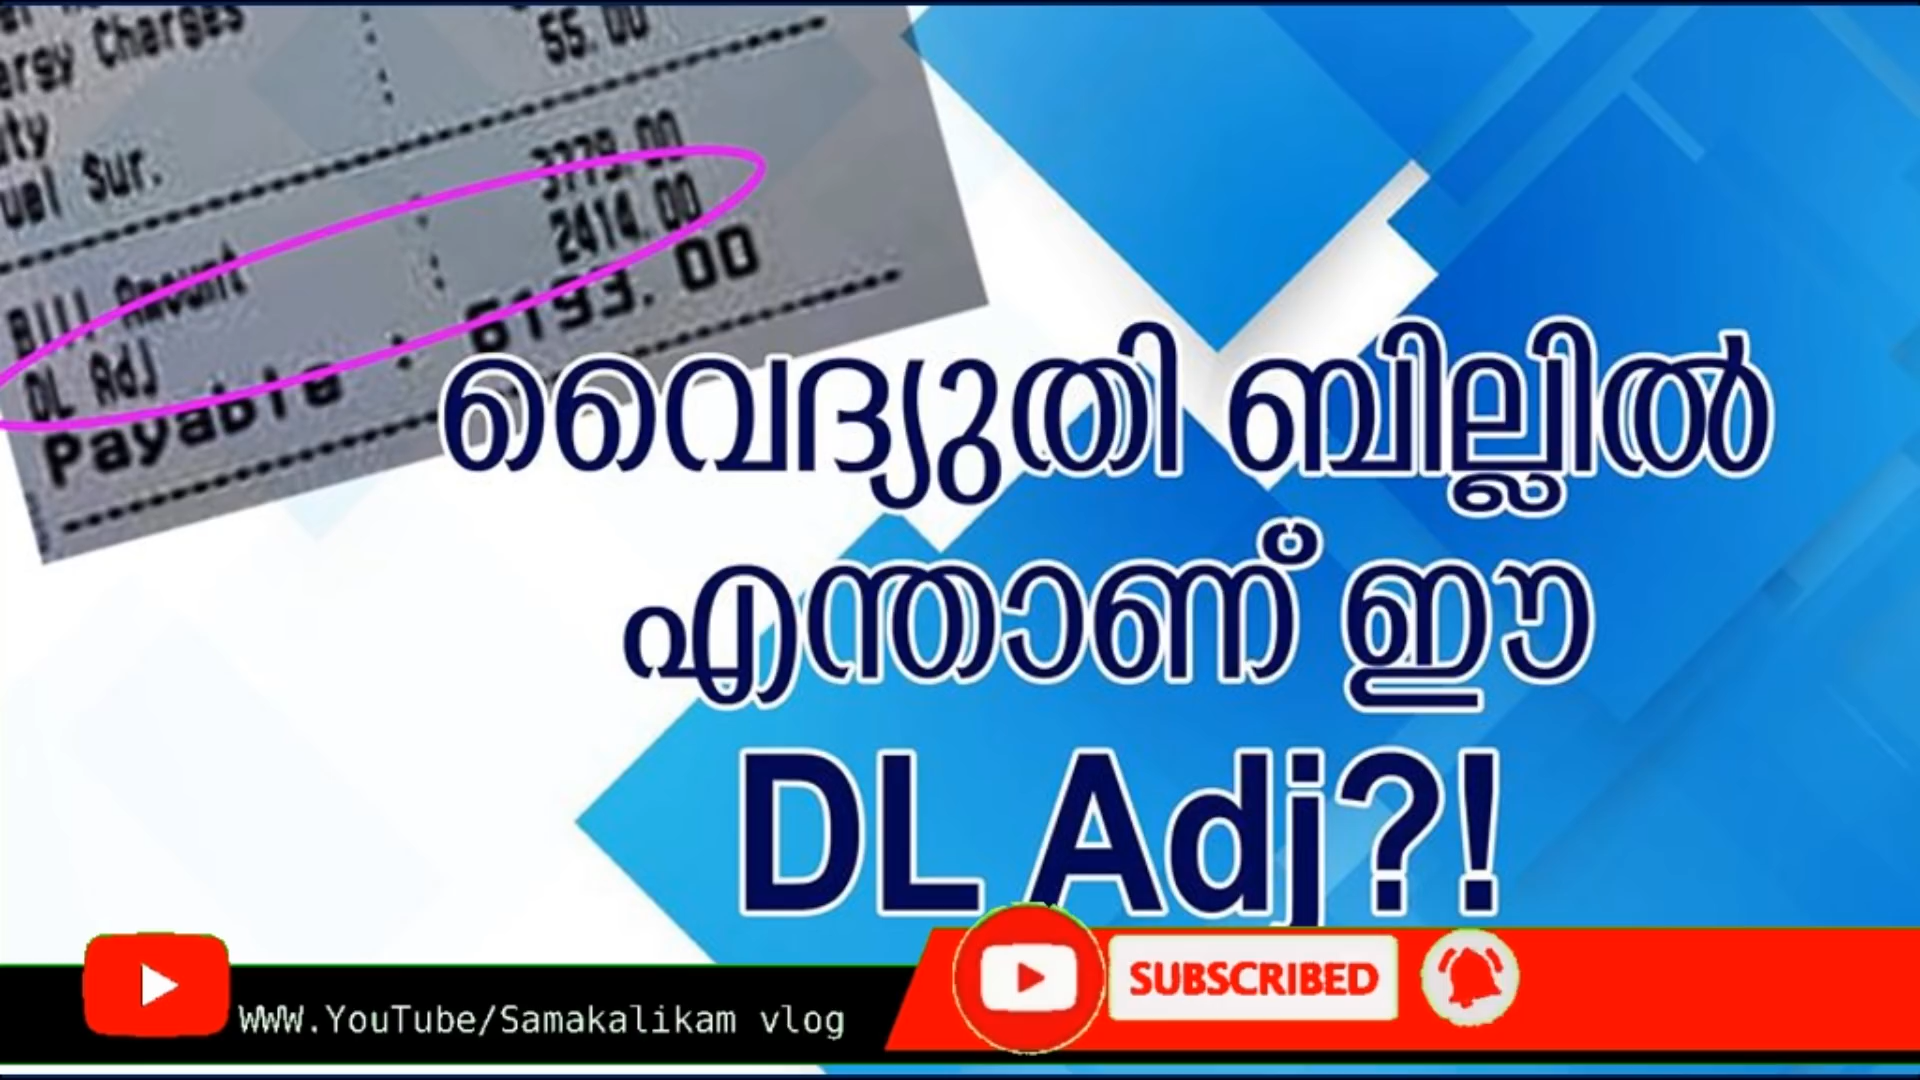 Charges
55.00
Sur.
Bill Amount : 3779.00
DL Adj : 2414.00
Payable : 6193.00
വൈദ്യുതി ബില്ലിൽ
എന്താണ് ഈ
DL Adj?!
WWW.YouTube/Samakalikam vlog
SUBSCRIBED